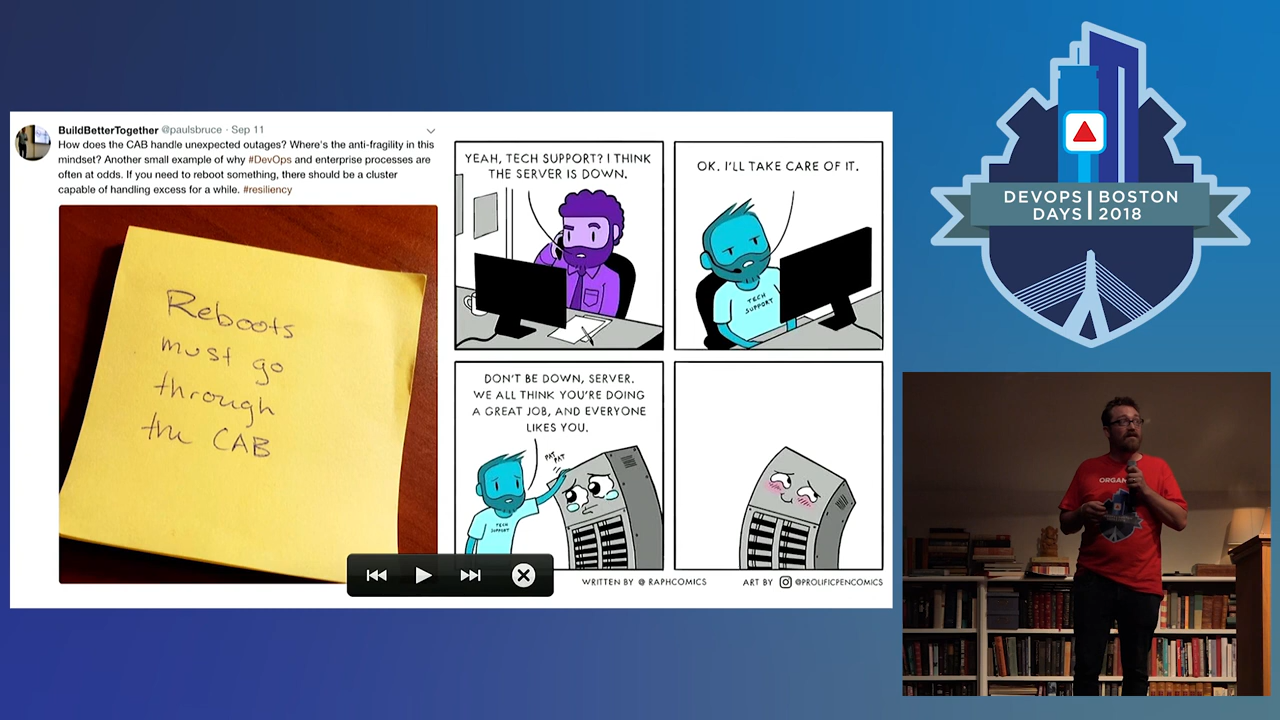 BuildBetterTogether @paulsbruce · Sep 11
How does the CAB handle unexpected outages? Where's the anti-fragility in this
mindset? Another small example of why #DevOps and enterprise processes are
often at odds. If you need to reboot something, there should be a cluster
capable of handling excess for a while. #resiliency
Reboots
must go
through
the CAB
YEAH, TECH SUPPORT? I THINK
THE SERVER IS DOWN.
OK. I'LL TAKE CARE OF IT.
TECH
SUPPORT
DON'T BE DOWN, SERVER.
WE ALL THINK YOU'RE DOING
A GREAT JOB, AND EVERYONE
LIKES YOU.
PAT
PAT
TECH
SUPPORT
WRITTEN BY @ RAPHCOMICS
ART BY @PROLIFICPENCOMICS
DEVOPS BOSTON
DAYS 2018
ORGAN